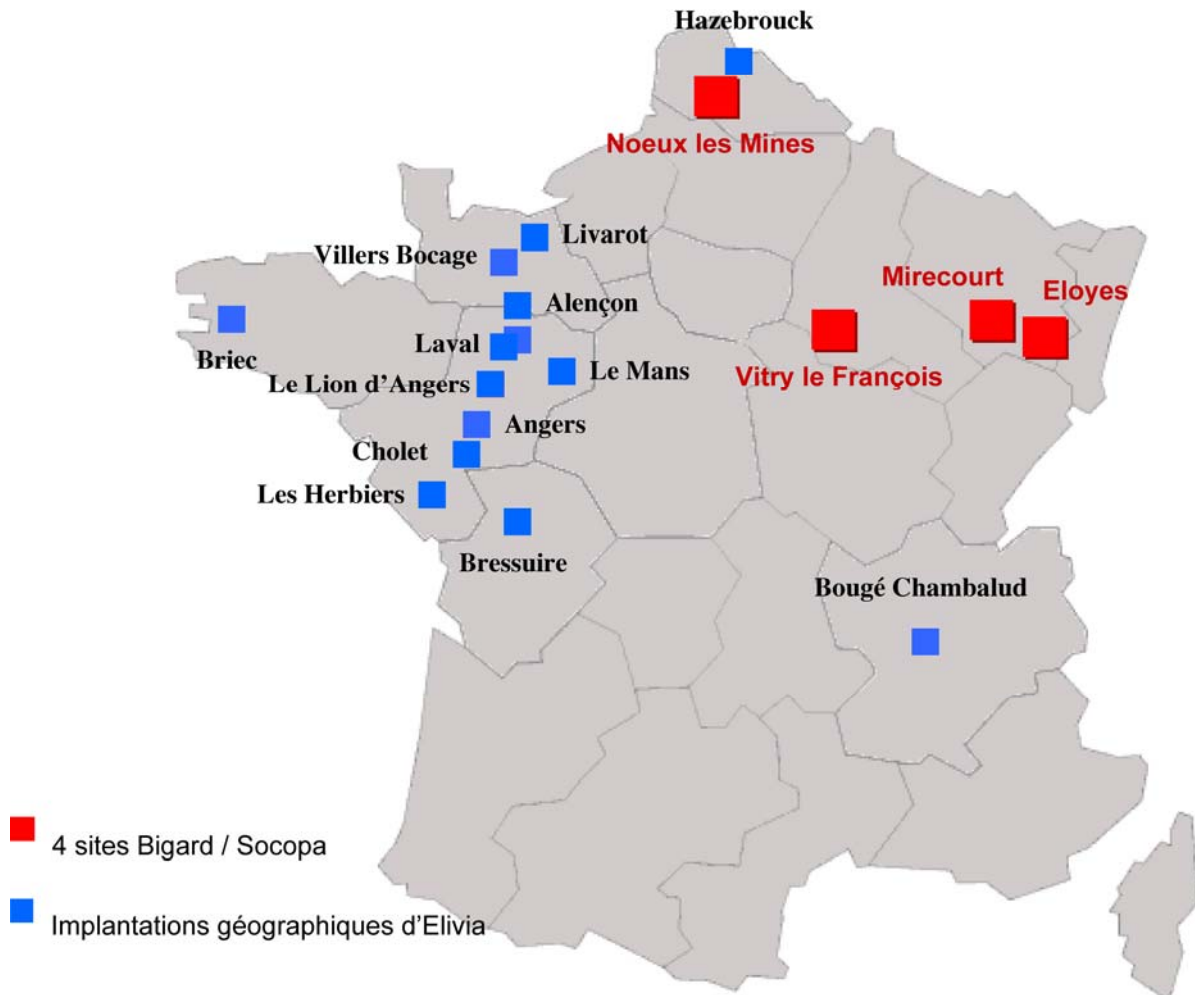 Hazebrouck
Noeux les Mines
Livarot
Villers Bocage
Mirecourt
Eloyes
Alençon
Briec
Laval
Le Mans
Vitry le François
Le Lion d'Angers
Angers
Cholet
Les Herbiers
Bressuire
Bougé Chambalud
4 sites Bigard / Socopa
Implantations géographiques d'Elivia